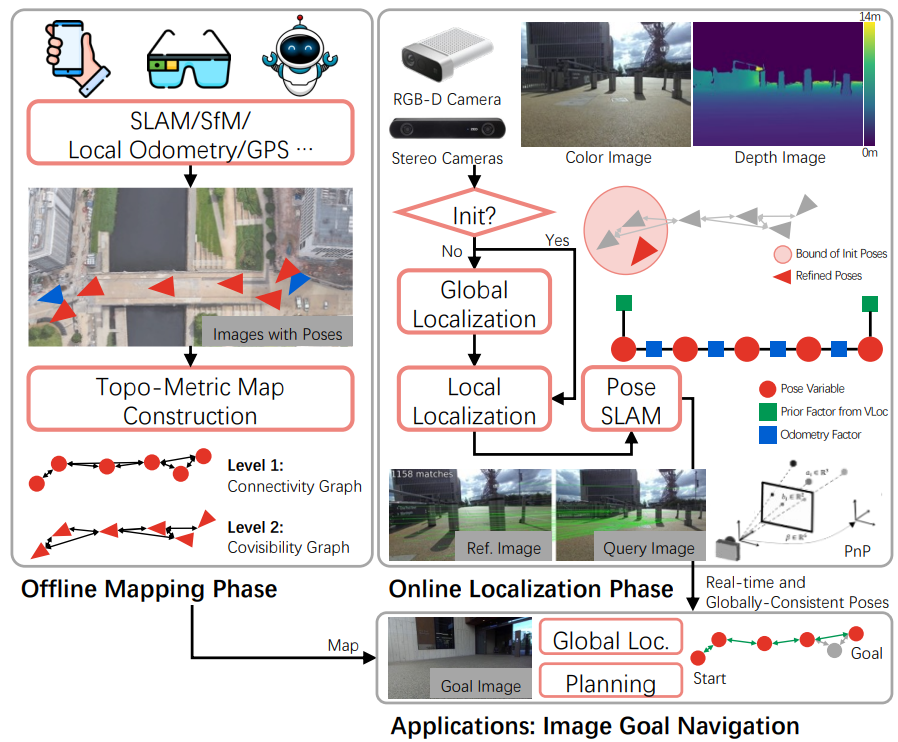 SLAM/SfM/
Local Odometry/GPS ···
Images with Poses
Topo-Metric Map
Construction
Level 1:
Connectivity Graph
Level 2:
Covisibility Graph
Offline Mapping Phase
RGB-D Camera
Stereo Cameras
Color Image
Depth Image
14m
0m
Init?
No
Yes
Global
Localization
Local
Localization
Pose
SLAM
Bound of Init Poses
Refined Poses
Pose Variable
Prior Factor from VLoc
Odometry Factor
1158 matches
Ref. Image
Query Image
PnP
Online Localization Phase
Real-time and
Globally-Consistent Poses
Map
Goal Image
Global Loc.
Planning
Start
Goal
Applications: Image Goal Navigation